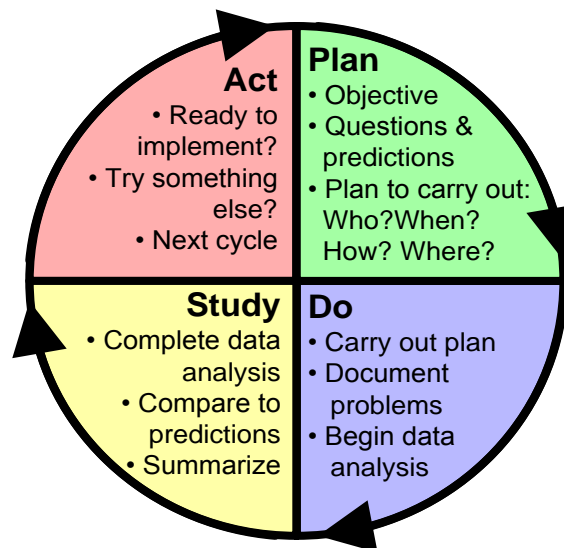 Act
• Ready to
implement?
• Try something
else?
• Next cycle
Plan
• Objective
• Questions &
predictions
• Plan to carry out:
Who?When?
How? Where?
Study
• Complete data
analysis
• Compare to
predictions
• Summarize
Do
• Carry out plan
• Document
problems
• Begin data
analysis